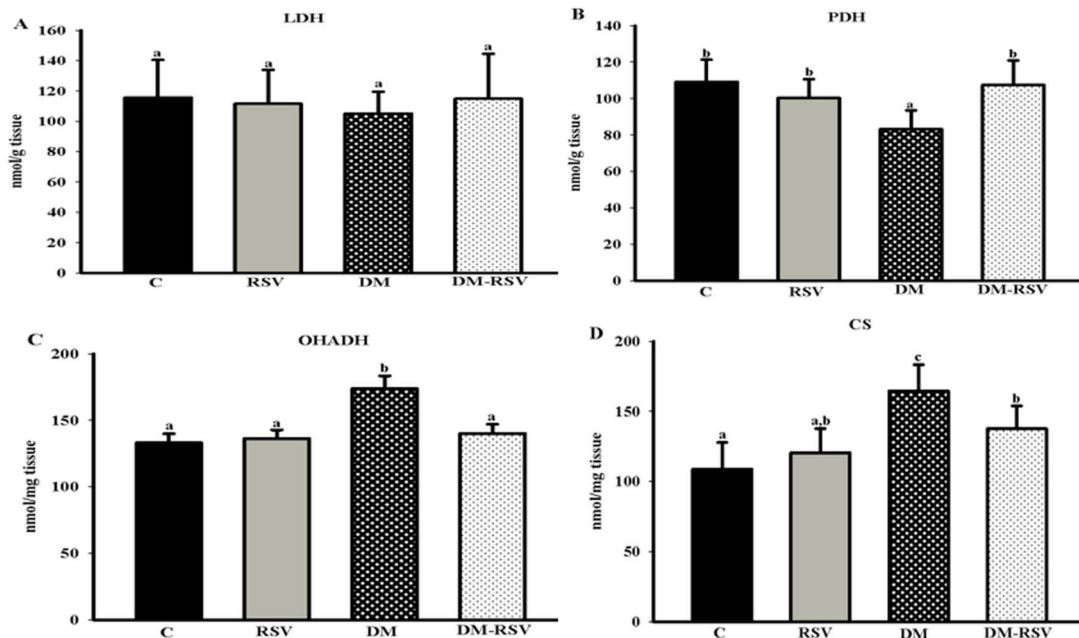 A
LDH
nmol/g tissue
160
140
120
100
80
60
40
20
0
a
a
a
a
C
RSV
DM
DM-RSV
B
PDH
nmol/g tissue
140
120
100
80
60
40
20
0
b
b
a
b
C
RSV
DM
DM-RSV
C
OHADH
nmol/mg tissue
200
150
100
50
0
a
a
b
a
C
RSV
DM
DM-RSV
D
CS
nmol/mg tissue
200
150
100
50
0
a
a,b
c
b
C
RSV
DM
DM-RSV